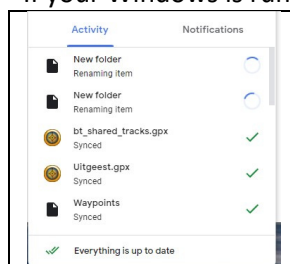 If your Windows is run
Activity Notifications
New folder
Renaming item
New folder
Renaming item
bt_shared_tracks.gpx
Synced
Uitgeest.gpx
Synced
Waypoints
Synced
Everything is up to date